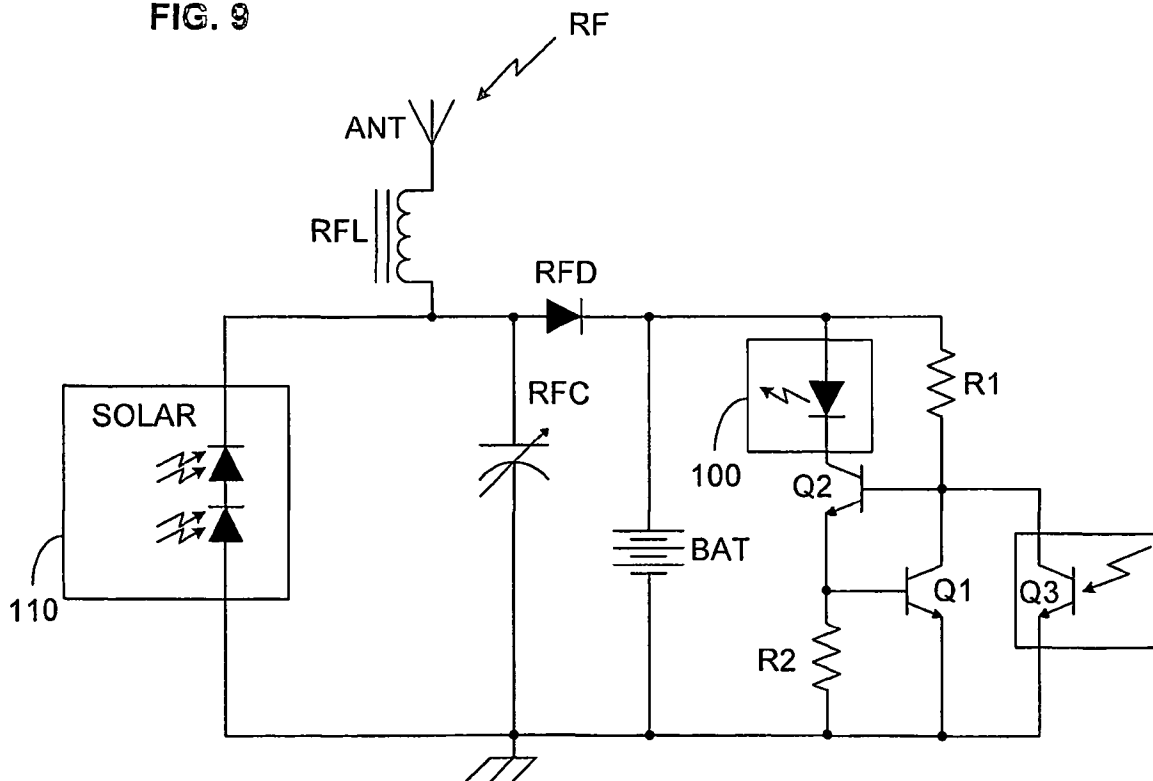 FIG. 9
RF
ANT
RFL
RFD
SOLAR
RFC
R1
100
Q2
BAT
Q1
Q3
110
R2